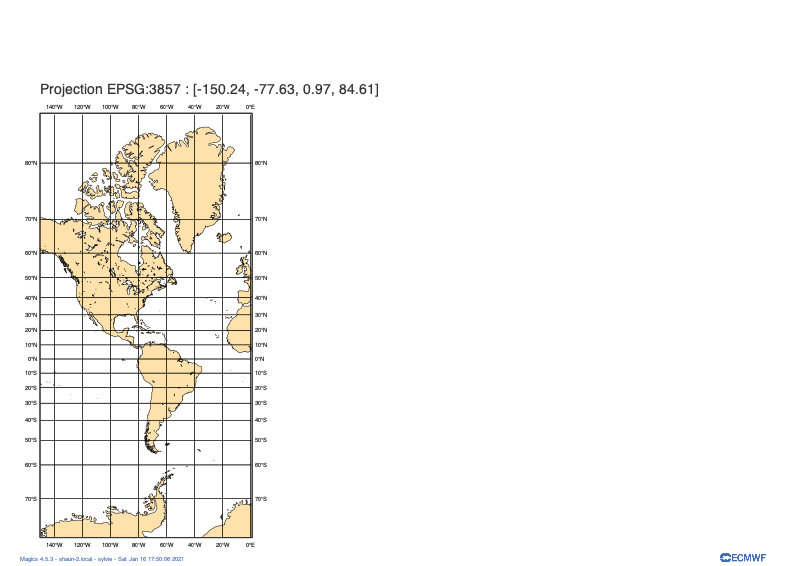 Projection EPSG:3857 : [-150.24, -77.63, 0.97, 84.61]
140°W 120°W 100°W 80°W 60°W 40°W 20°W 0°E
80°N 80°N
70°N 70°N
60°N 60°N
50°N 50°N
40°N 40°N
30°N 30°N
20°N 20°N
10°N 10°N
0°N 0°N
10°S 10°S
20°S 20°S
30°S 30°S
40°S 40°S
50°S 50°S
60°S 60°S
70°S 70°S
140°W 120°W 100°W 80°W 60°W 40°W 20°W 0°E
Magics 4.5.3 - shaun-2.local - sylvie - Sat Jan 16 17:50:06 2021
ECMWF